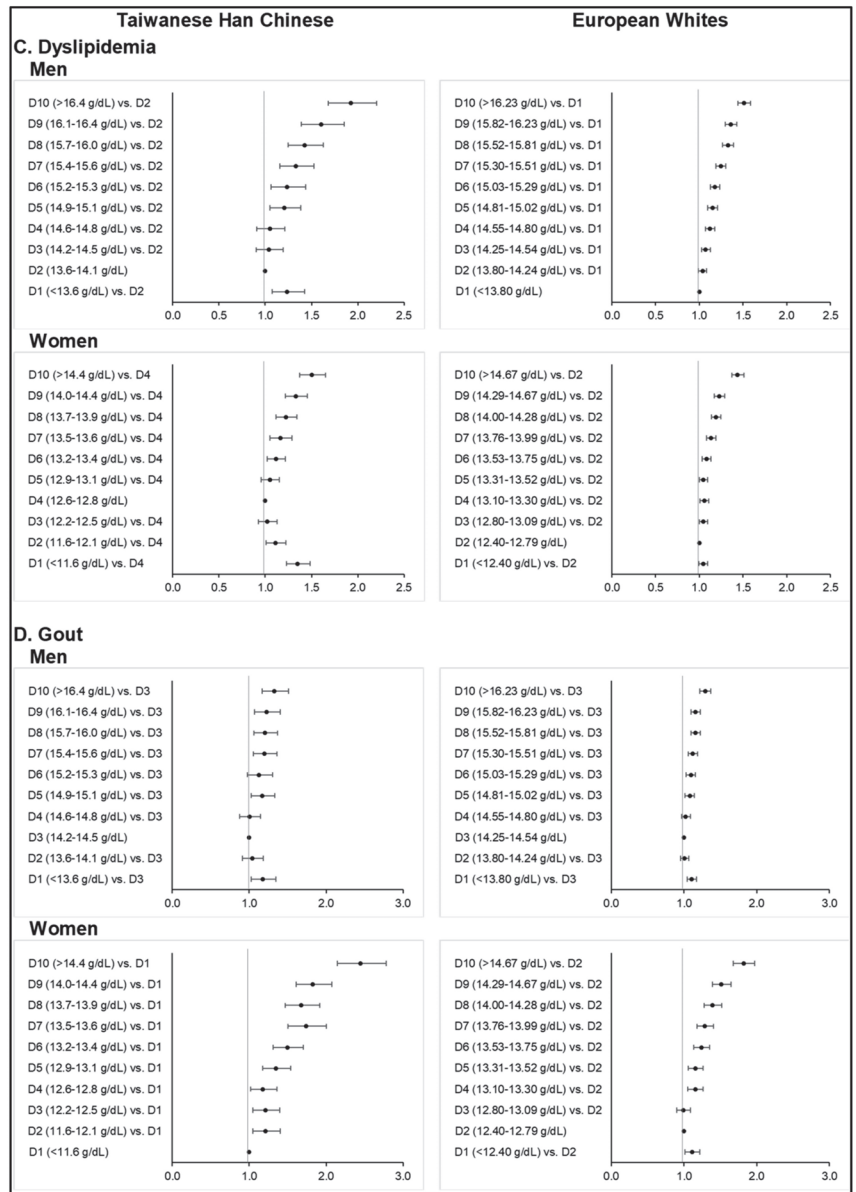 Taiwanese Han Chinese
European Whites
C. Dyslipidemia
Men
D10 (>16.4 g/dL) vs. D2
D9 (16.1-16.4 g/dL) vs. D2
D8 (15.7-16.0 g/dL) vs. D2
D7 (15.4-15.6 g/dL) vs. D2
D6 (15.2-15.3 g/dL) vs. D2
D5 (14.9-15.1 g/dL) vs. D2
D4 (14.6-14.8 g/dL) vs. D2
D3 (14.2-14.5 g/dL) vs. D2
D2 (13.6-14.1 g/dL)
D1 (<13.6 g/dL) vs. D2
0.0 0.5 1.0 1.5 2.0 2.5
D10 (>16.23 g/dL) vs. D1
D9 (15.82-16.23 g/dL) vs. D1
D8 (15.52-15.81 g/dL) vs. D1
D7 (15.30-15.51 g/dL) vs. D1
D6 (15.03-15.29 g/dL) vs. D1
D5 (14.81-15.02 g/dL) vs. D1
D4 (14.55-14.80 g/dL) vs. D1
D3 (14.25-14.54 g/dL) vs. D1
D2 (13.80-14.24 g/dL) vs. D1
D1 (<13.80 g/dL)
0.0 0.5 1.0 1.5 2.0 2.5
Women
D10 (>14.4 g/dL) vs. D4
D9 (14.0-14.4 g/dL) vs. D4
D8 (13.7-13.9 g/dL) vs. D4
D7 (13.5-13.6 g/dL) vs. D4
D6 (13.2-13.4 g/dL) vs. D4
D5 (12.9-13.1 g/dL) vs. D4
D4 (12.6-12.8 g/dL)
D3 (12.2-12.5 g/dL) vs. D4
D2 (11.6-12.1 g/dL) vs. D4
D1 (<11.6 g/dL) vs. D4
0.0 0.5 1.0 1.5 2.0 2.5
D10 (>14.67 g/dL) vs. D2
D9 (14.29-14.67 g/dL) vs. D2
D8 (14.00-14.28 g/dL) vs. D2
D7 (13.76-13.99 g/dL) vs. D2
D6 (13.53-13.75 g/dL) vs. D2
D5 (13.31-13.52 g/dL) vs. D2
D4 (13.10-13.30 g/dL) vs. D2
D3 (12.80-13.09 g/dL) vs. D2
D2 (12.40-12.79 g/dL)
D1 (<12.40 g/dL) vs. D2
0.0 0.5 1.0 1.5 2.0 2.5
D. Gout
Men
D10 (>16.4 g/dL) vs. D3
D9 (16.1-16.4 g/dL) vs. D3
D8 (15.7-16.0 g/dL) vs. D3
D7 (15.4-15.6 g/dL) vs. D3
D6 (15.2-15.3 g/dL) vs. D3
D5 (14.9-15.1 g/dL) vs. D3
D4 (14.6-14.8 g/dL) vs. D3
D3 (14.2-14.5 g/dL)
D2 (13.6-14.1 g/dL) vs. D3
D1 (<13.6 g/dL) vs. D3
0.0 1.0 2.0 3.0
D10 (>16.23 g/dL) vs. D3
D9 (15.82-16.23 g/dL) vs. D3
D8 (15.52-15.81 g/dL) vs. D3
D7 (15.30-15.51 g/dL) vs. D3
D6 (15.03-15.29 g/dL) vs. D3
D5 (14.81-15.02 g/dL) vs. D3
D4 (14.55-14.80 g/dL) vs. D3
D3 (14.25-14.54 g/dL)
D2 (13.80-14.24 g/dL) vs. D3
D1 (<13.80 g/dL) vs. D3
0.0 1.0 2.0 3.0
Women
D10 (>14.4 g/dL) vs. D1
D9 (14.0-14.4 g/dL) vs. D1
D8 (13.7-13.9 g/dL) vs. D1
D7 (13.5-13.6 g/dL) vs. D1
D6 (13.2-13.4 g/dL) vs. D1
D5 (12.9-13.1 g/dL) vs. D1
D4 (12.6-12.8 g/dL) vs. D1
D3 (12.2-12.5 g/dL) vs. D1
D2 (11.6-12.1 g/dL) vs. D1
D1 (<11.6 g/dL)
0.0 1.0 2.0 3.0
D10 (>14.67 g/dL) vs. D2
D9 (14.29-14.67 g/dL) vs. D2
D8 (14.00-14.28 g/dL) vs. D2
D7 (13.76-13.99 g/dL) vs. D2
D6 (13.53-13.75 g/dL) vs. D2
D5 (13.31-13.52 g/dL) vs. D2
D4 (13.10-13.30 g/dL) vs. D2
D3 (12.80-13.09 g/dL) vs. D2
D2 (12.40-12.79 g/dL)
D1 (<12.40 g/dL) vs. D2
0.0 1.0 2.0 3.0